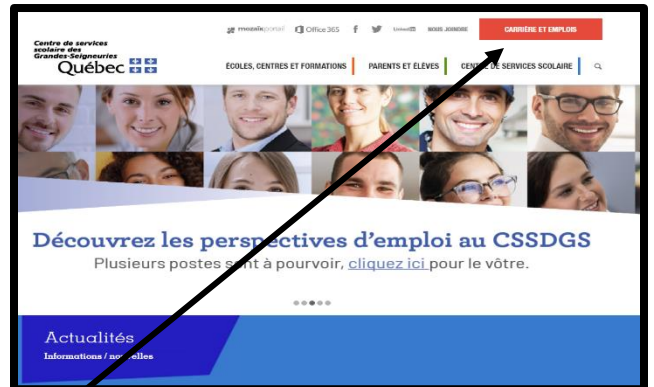 mozaïkportail Office 365 LinkedIn NOUS JOINDRE CARRIÈRE ET EMPLOIS
Centre de services
scolaire des
Grandes-Seigneuries
Québec
ÉCOLES, CENTRES ET FORMATIONS PARENTS ET ÉLÈVES CENTRE DE SERVICES SCOLAIRE
Découvrez les perspectives d'emploi au CSSDGS
Plusieurs postes sont à pourvoir, cliquez ici pour le vôtre.
Actualités
Informations / nouvelles